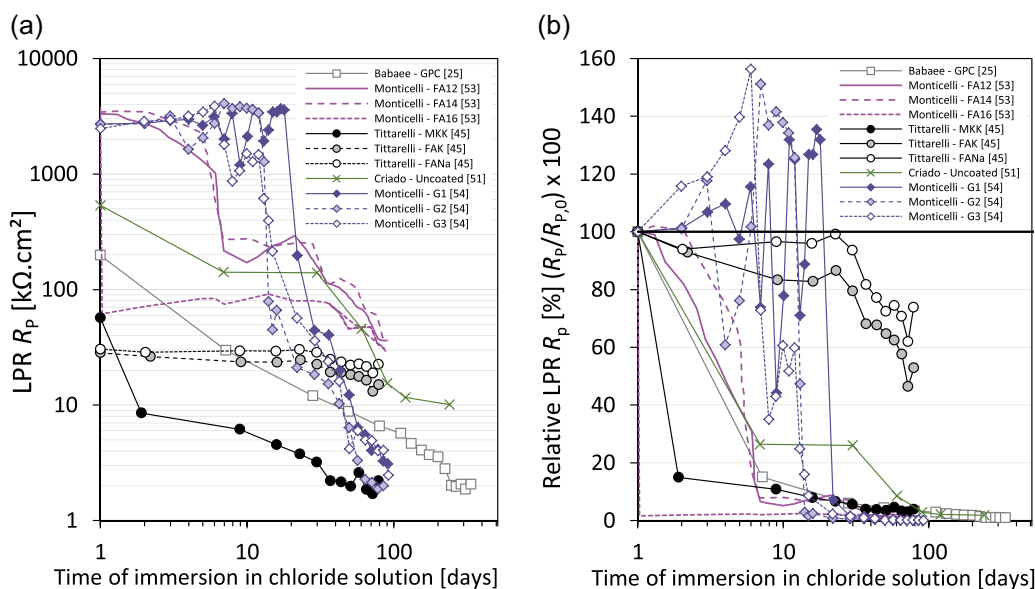 (a)
10000
1000
100
10
1
LPR Rp [kΩ.cm²]
1 10 100
Time of immersion in chloride solution [days]
Babaee - GPC [25]
Monticelli - FA12 [53]
Monticelli - FA14 [53]
Monticelli - FA16 [53]
Tittarelli - MKK [45]
Tittarelli - FAK [45]
Tittarelli - FANa [45]
Criado - Uncoated [51]
Monticelli - G1 [54]
Monticelli - G2 [54]
Monticelli - G3 [54]
(b)
160
140
120
100
80
60
40
20
0
Relative LPR Rp [%] (Rp/RP,0) x 100
1 10 100
Time of immersion in chloride solution [days]
Babaee - GPC [25]
Monticelli - FA12 [53]
Monticelli - FA14 [53]
Monticelli - FA16 [53]
Tittarelli - MKK [45]
Tittarelli - FAK [45]
Tittarelli - FANa [45]
Criado - Uncoated [51]
Monticelli - G1 [54]
Monticelli - G2 [54]
Monticelli - G3 [54]